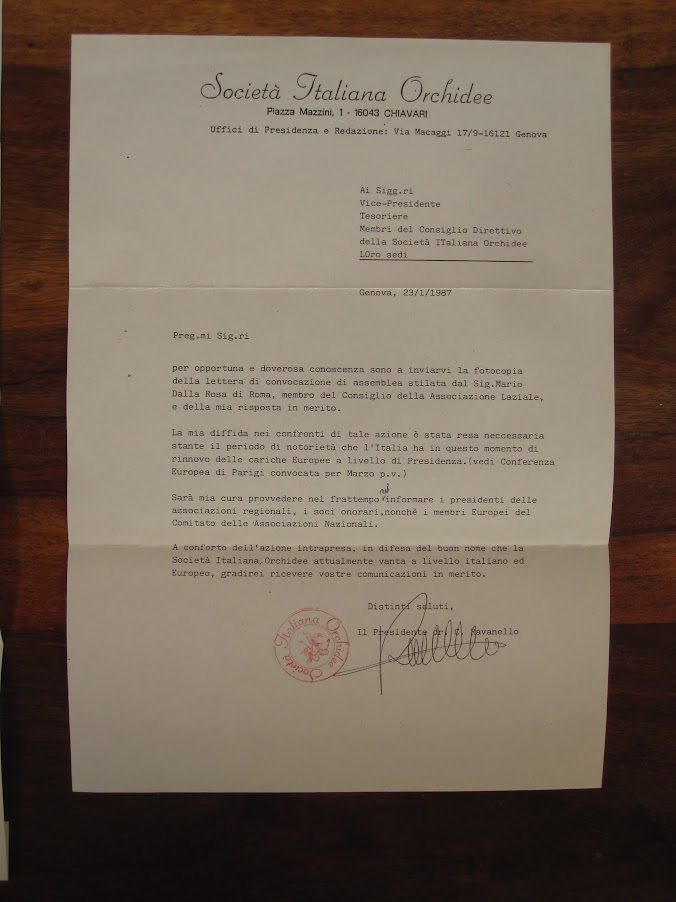 Società Italiana Orchidee
Piazza Mazzini, 1 - 16043 CHIAVARI
Uffici di Presidenza e Redazione: Via Macaggi 17/9-16121 Genova
Ai Sigg.ri
Vice-Presidente
Tesoriere
Membri del Consiglio Direttivo
della Società ITaliana Orchidee
LOro sedi
Genova, 23/1/1987
Preg.mi Sig.ri
per opportuna e doverosa conoscenza sono a inviarvi la fotocopia
della lettera di convocazione di assemblea stilata dal Sig.Mario
Dalla Rosa di Roma, membro del Consiglio della Associazione Laziale,
e della mia risposta in merito.
La mia diffida nei confronti di tale azione è stata resa neccessaria
stante il periodo di notorietà che l'Italia ha in questo momento di
rinnovo delle cariche Europee a livello di Presidenza.(vedi Conferenza
Europea di Parigi convocata per Marzo p.v.)
Sarà mia cura provvedere nel frattempo ad informare i presidenti delle
associazioni regionali, i soci onorari,nonchè i membri Europei del
Comitato delle Associazioni Nazionali.
A conforto dell'azione intrapresa, in difesa del buon nome che la
Società Italiana Orchidee attualmente vanta a livello italiano ed
Europeo, gradirei ricevere vostre comunicazioni in merito.
Distinti saluti,
Il Presidente dr. C. Ravanello
Società Italiana Orchidee